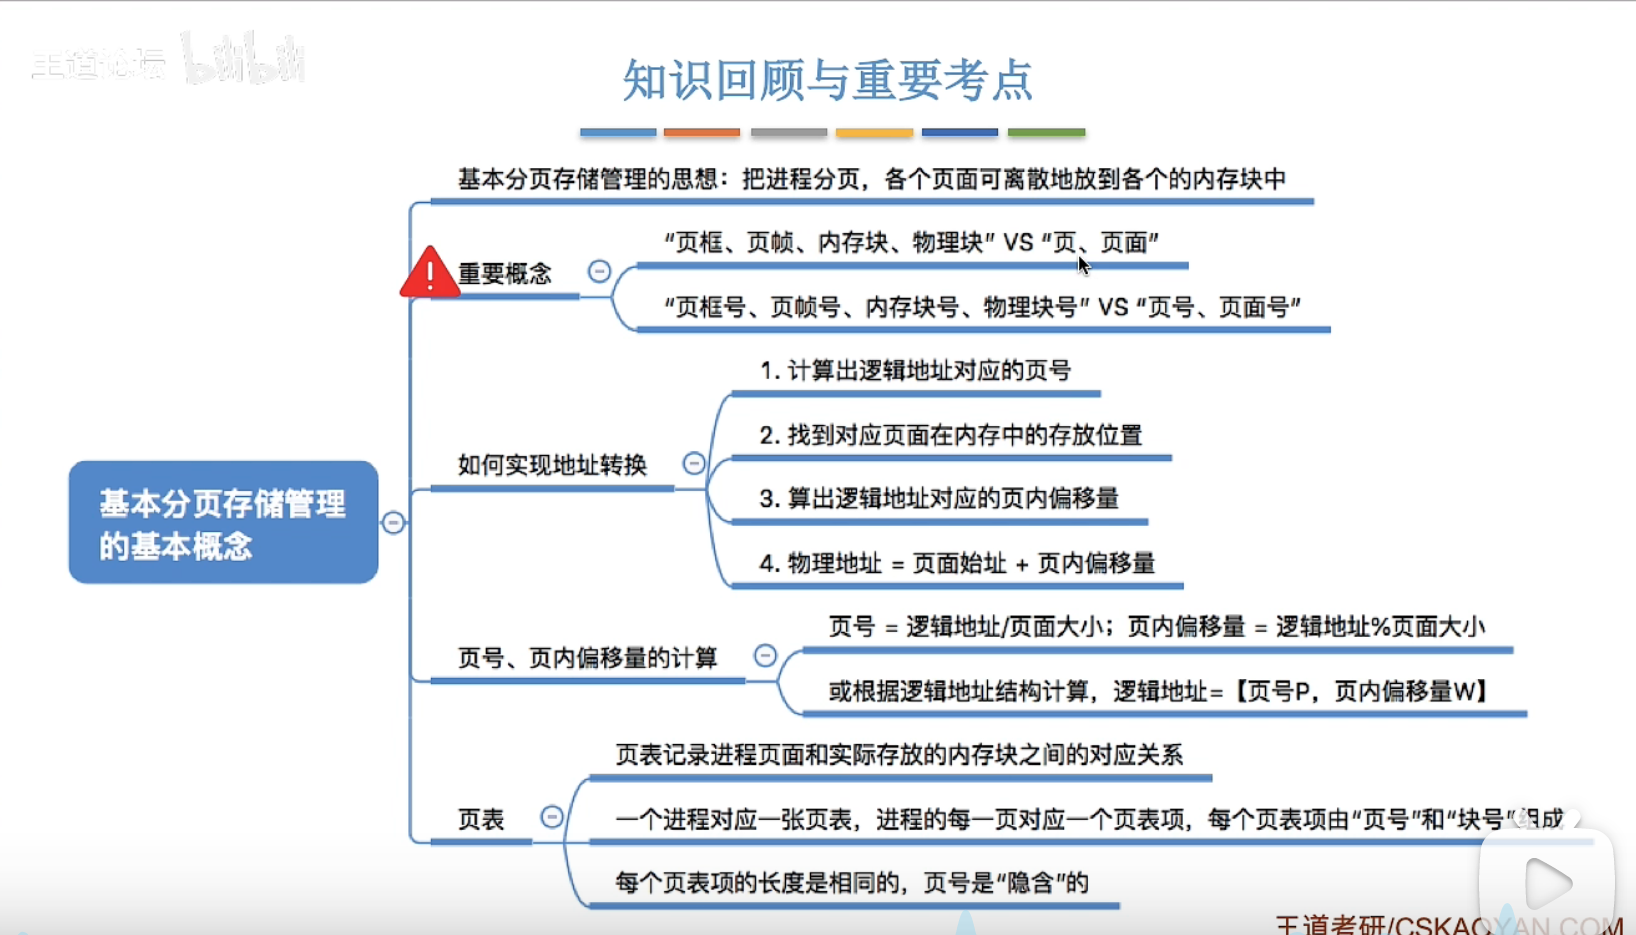 王道论坛 bilibili
知识回顾与重要考点
基本分页存储管理的思想：把进程分页，各个页面可离散地放到各个的内存块中
“页框、页帧、内存块、物理块” VS “页、页面”
重要概念
“页框号、页帧号、内存块号、物理块号” VS “页号、页面号”
1. 计算出逻辑地址对应的页号
2. 找到对应页面在内存中的存放位置
如何实现地址转换
3. 算出逻辑地址对应的页内偏移量
4. 物理地址 = 页面始址 + 页内偏移量
基本分页存储管理
的基本概念
页号 = 逻辑地址/页面大小；页内偏移量 = 逻辑地址%页面大小
页号、页内偏移量的计算
或根据逻辑地址结构计算，逻辑地址=【页号P，页内偏移量W】
页表记录进程页面和实际存放的内存块之间的对应关系
页表
一个进程对应一张页表，进程的每一页对应一个页表项，每个页表项由“页号”和“块号”组成
每个页表项的长度是相同的，页号是“隐含”的
王道考研/CSKAOYAN.COM